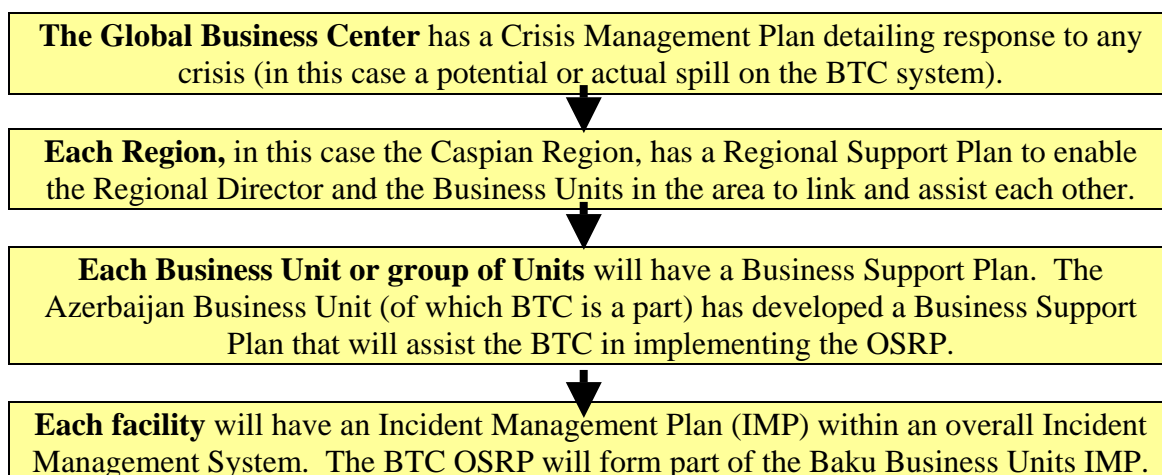 The Global Business Center has a Crisis Management Plan detailing response to any
crisis (in this case a potential or actual spill on the BTC system).
Each Region, in this case the Caspian Region, has a Regional Support Plan to enable
the Regional Director and the Business Units in the area to link and assist each other.
Each Business Unit or group of Units will have a Business Support Plan. The
Azerbaijan Business Unit (of which BTC is a part) has developed a Business Support
Plan that will assist the BTC in implementing the OSRP.
Each facility will have an Incident Management Plan (IMP) within an overall Incident
Management System. The BTC OSRP will form part of the Baku Business Units IMP.